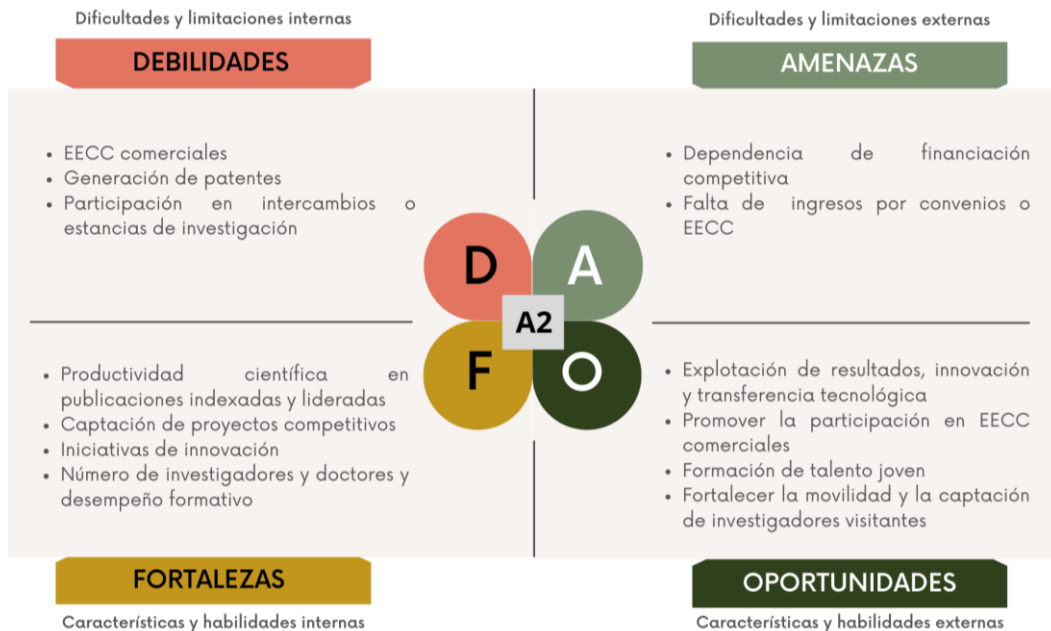 Dificultades y limitaciones internas
DEBILIDADES
EECC comerciales
Generación de patentes
Participación en intercambios o
estancias de investigación
Dificultades y limitaciones externas
AMENAZAS
Dependencia de financiación
competitiva
Falta de ingresos por convenios o
EECC
D
A
A2
F
O
Productividad científica en
publicaciones indexadas y lideradas
Captación de proyectos competitivos
Iniciativas de innovación
Número de investigadores y doctores y
desempeño formativo
FORTALEZAS
Características y habilidades internas
Explotación de resultados, innovación
y transferencia tecnológica
Promover la participación en EECC
comerciales
Formación de talento joven
Fortalecer la movilidad y la captación
de investigadores visitantes
OPORTUNIDADES
Características y habilidades externas